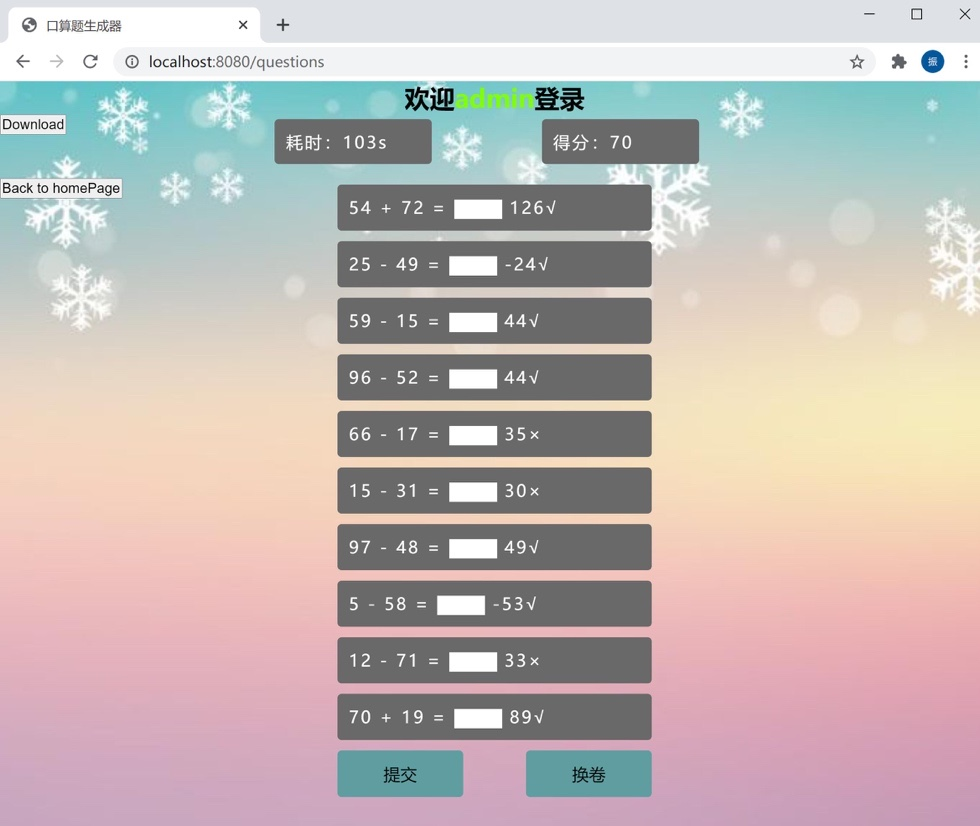 口算题生成器
localhost:8080/questions
振
欢迎admin登录
Download
耗时：103s
得分：70
Back to homePage
54 + 72 = 126√
25 - 49 = -24√
59 - 15 = 44√
96 - 52 = 44√
66 - 17 = 35×
15 - 31 = 30×
97 - 48 = 49√
5 - 58 = -53√
12 - 71 = 33×
70 + 19 = 89√
提交
换卷